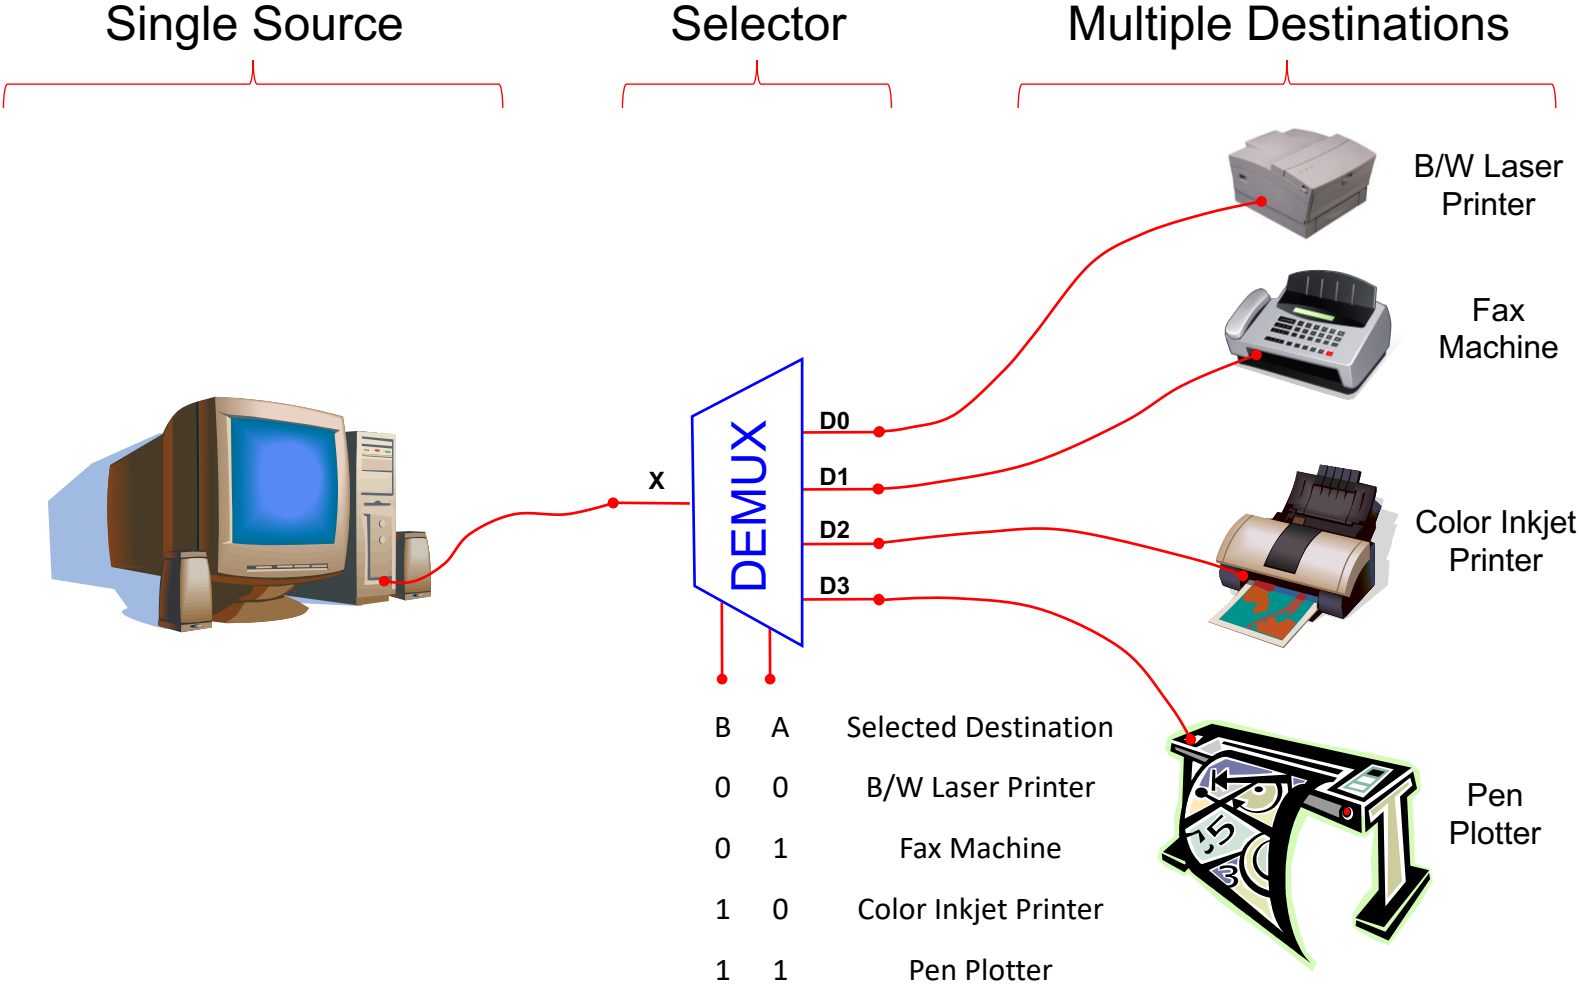 Single Source
Selector
Multiple Destinations
B/W Laser
Printer
Fax
Machine
D0
X
D1
DEMUX
D2
D3
Color Inkjet
Printer
B A Selected Destination
0 0 B/W Laser Printer
0 1 Fax Machine
1 0 Color Inkjet Printer
1 1 Pen Plotter
Pen
Plotter